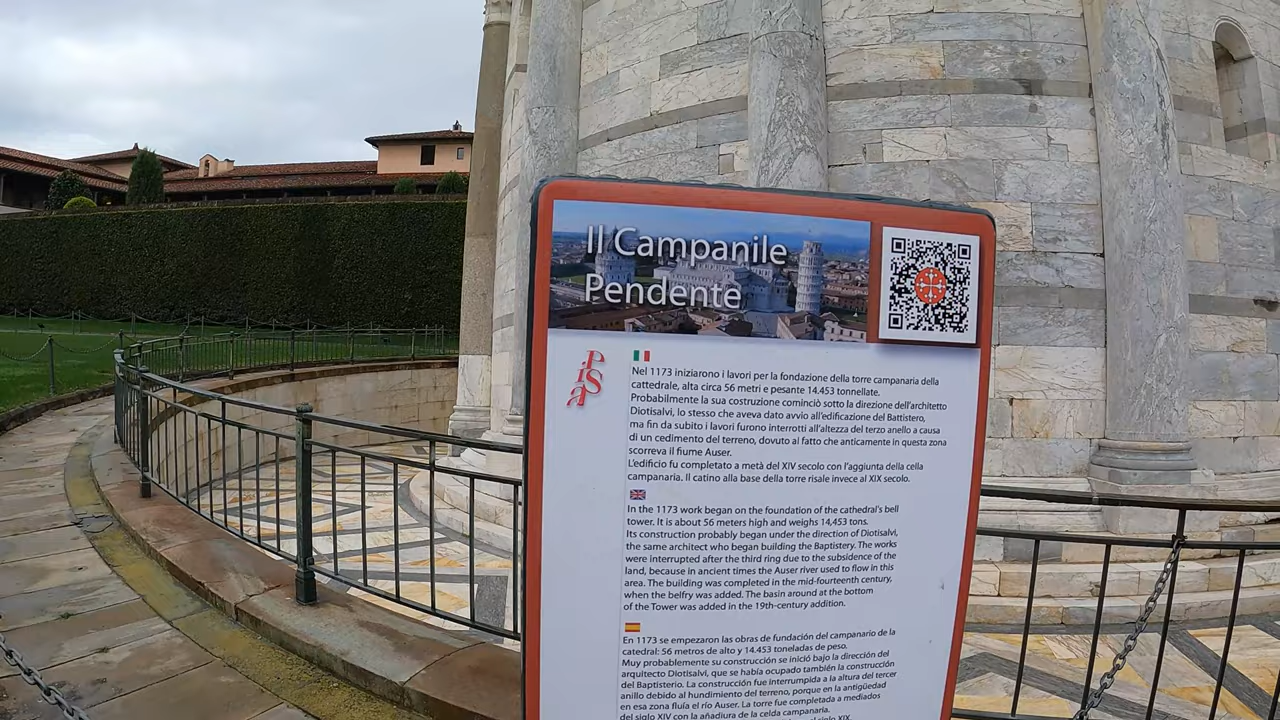 Il Campanile
Pendente
PISA
Nel 1173 iniziarono i lavori per la fondazione della torre campanaria della
cattedrale, alta circa 56 metri e pesante 14.453 tonnellate.
Probabilmente la sua costruzione cominciò sotto la direzione dell'architetto
Diotisalvi, lo stesso che aveva dato avvio all'edificazione del Battistero,
ma fin da subito i lavori furono interrotti all'altezza del terzo anello a causa
di un cedimento del terreno, dovuto al fatto che anticamente in questa zona
scorreva il fiume Auser.
L'edificio fu completato a metà del XIV secolo con l'aggiunta della cella
campanaria. Il catino alla base della torre risale invece al XIX secolo.
In the 1173 work began on the foundation of the cathedral's bell
tower. It is about 56 meters high and weighs 14,453 tons.
Its construction probably began under the direction of Diotisalvi,
the same architect who began building the Baptistery. The works
were interrupted after the third ring due to the subsidence of the
land, because in ancient times the Auser river used to flow in this
area. The building was completed in the mid-fourteenth century,
when the belfry was added. The basin around at the bottom
of the Tower was added in the 19th-century addition.
En 1173 se empezaron las obras de fundación del campanario de la
catedral: 56 metros de alto y 14.453 toneladas de peso.
Muy probablemente su construcción se inició bajo la dirección del
arquitecto Diotisalvi, que se había ocupado también la construcción
del Baptisterio. La construcción fue interrumpida a la altura del tercer
anillo debido al hundimiento del terreno, porque en la antigüedad
en esa zona fluía el río Auser. La torre fue completada a mediados
del siglo XIV con la añadiura de la celda campanaria.
siglo XIX.